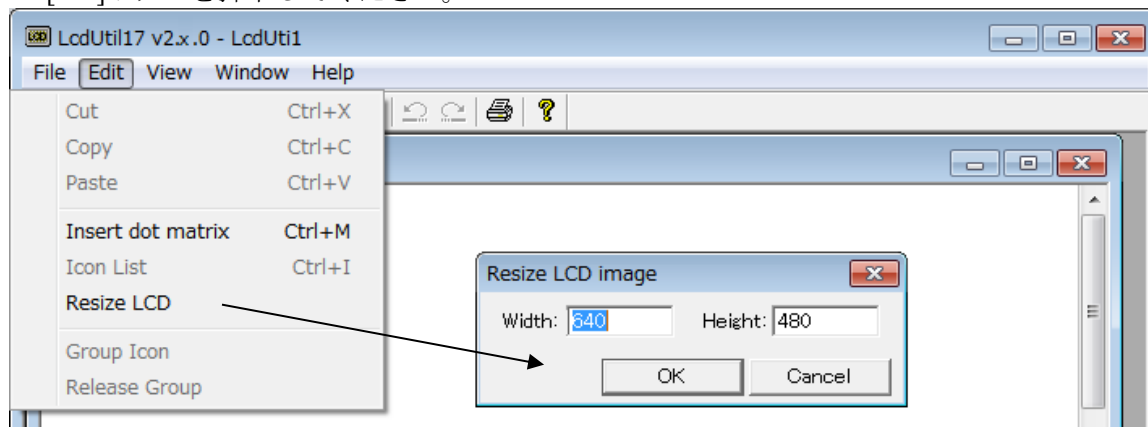 LCD LcdUtil17 v2.x.0 - LcdUti1
File Edit View Window Help
Cut Ctrl+X
Copy Ctrl+C
Paste Ctrl+V
Insert dot matrix Ctrl+M
Icon List Ctrl+I
Resize LCD
Group Icon
Release Group
Resize LCD image
Width: 640 Height: 480
OK Cancel